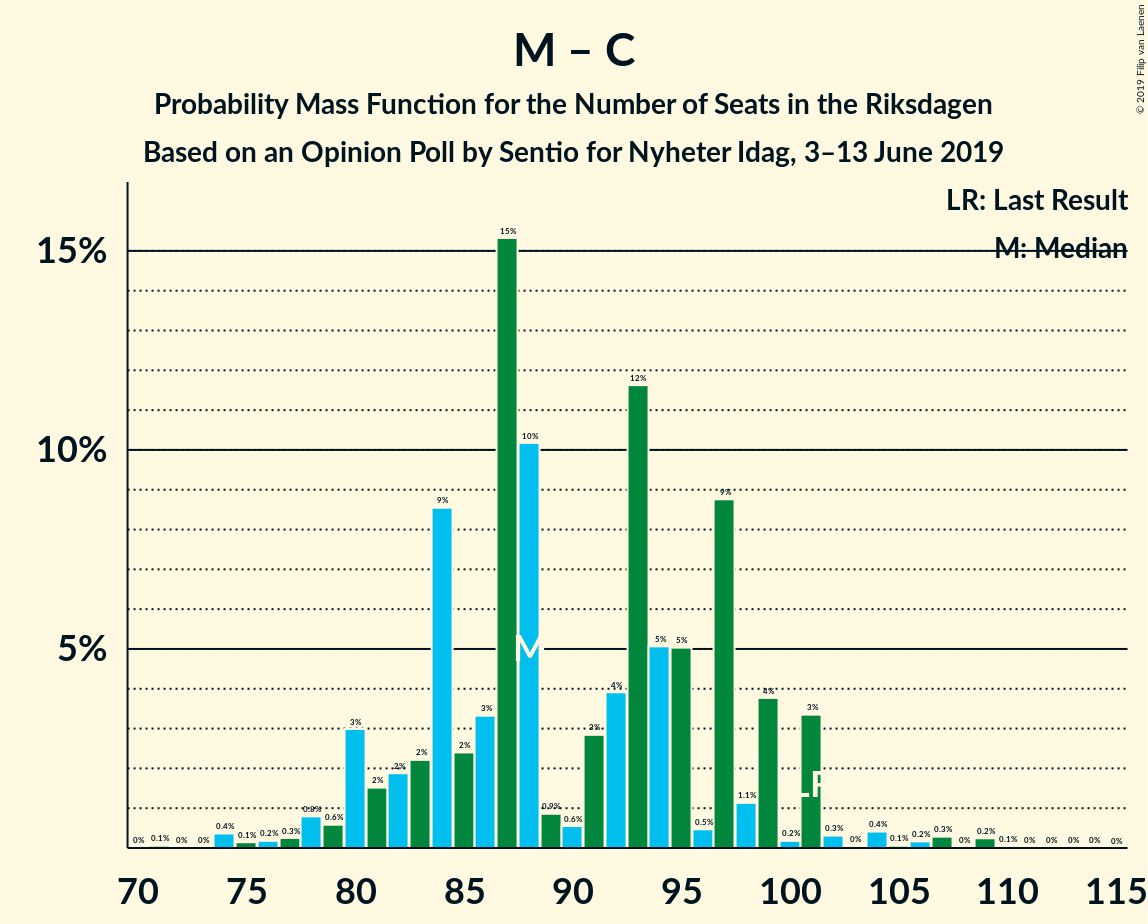 M – C
Probability Mass Function for the Number of Seats in the Riksdagen
Based on an Opinion Poll by Sentio for Nyheter Idag, 3–13 June 2019
© 2019 Filip van Laenen
LR: Last Result
M: Median
15%
10%
5%
0% 0.1% 0% 0% 0.4% 0.1% 0.2% 0.3% 0.8% 0.6% 3% 2% 2% 2% 9% 2% 3% 15% 10% 0.9% 0.6% 3% 4% 12% 5% 5% 0.5% 9% 1.1% 4% 0.2% 3% 0.3% 0% 0.4% 0.1% 0.2% 0.3% 0% 0.2% 0.1% 0% 0% 0% 0% 0%
M
LR
70 75 80 85 90 95 100 105 110 115